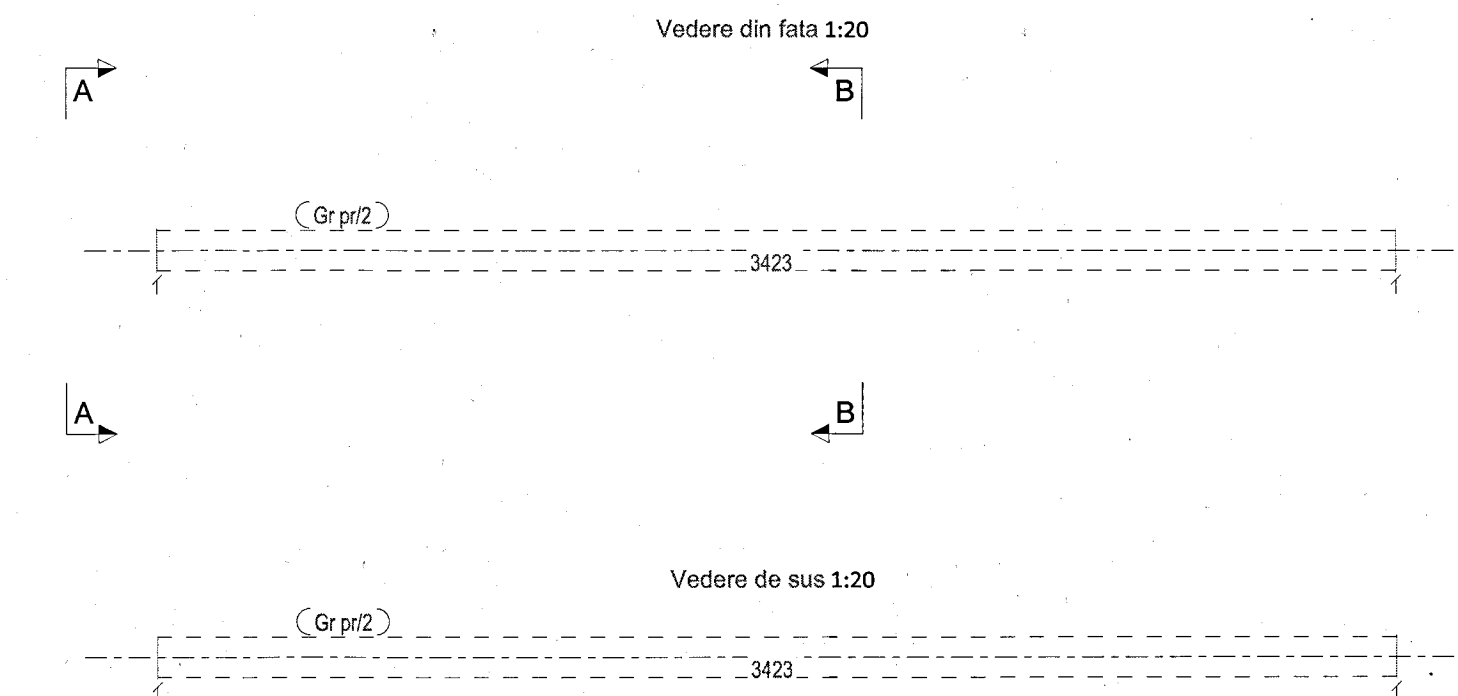 Vedere din fata 1:20
A B
Gr pr/2
3423
A B
Vedere de sus 1:20
Gr pr/2
3423